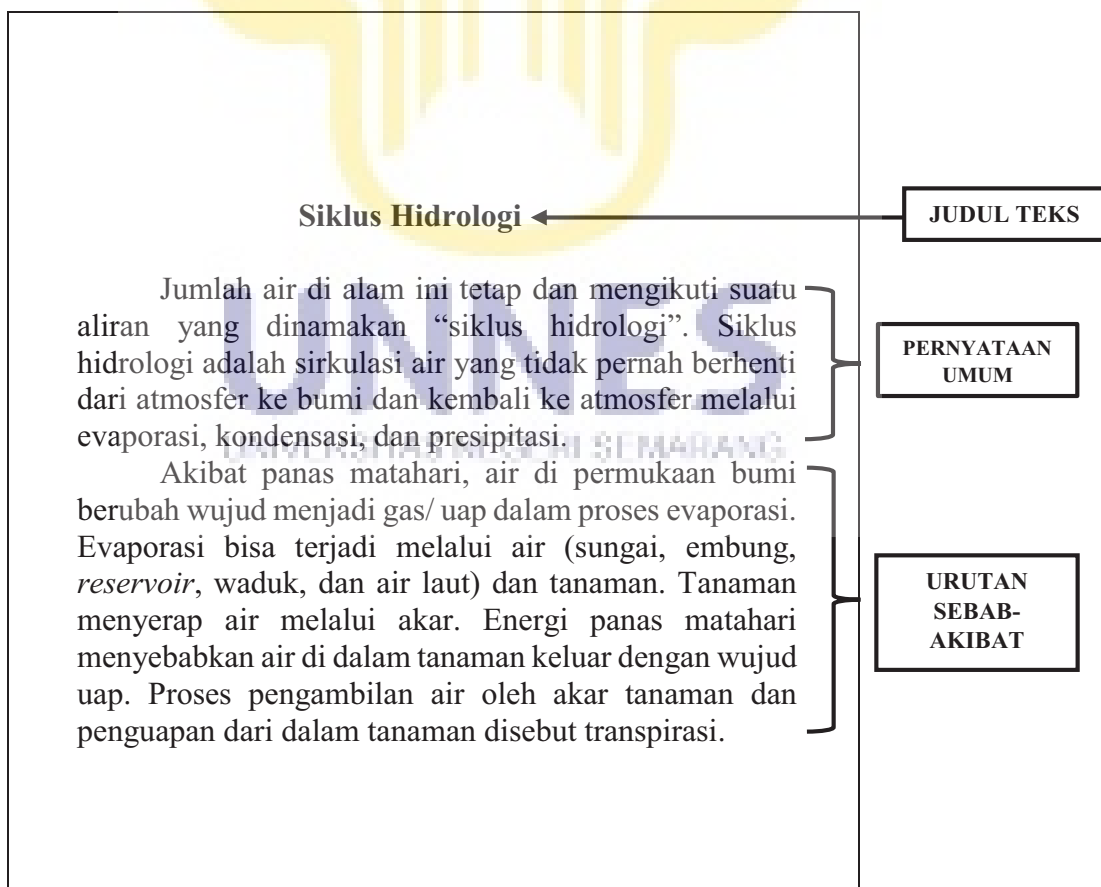 Siklus Hidrologi
JUDUL TEKS
Jumlah air di alam ini tetap dan mengikuti suatu
aliran yang dinamakan “siklus hidrologi”. Siklus
hidrologi adalah sirkulasi air yang tidak pernah berhenti
dari atmosfer ke bumi dan kembali ke atmosfer melalui
evaporasi, kondensasi, dan presipitasi.
PERNYATAAN
UMUM
UNNES
UNIVERSITAS NEGERI SEMARANG
Akibat panas matahari, air di permukaan bumi
berubah wujud menjadi gas/ uap dalam proses evaporasi.
Evaporasi bisa terjadi melalui air (sungai, embung,
reservoir, waduk, dan air laut) dan tanaman. Tanaman
menyerap air melalui akar. Energi panas matahari
menyebabkan air di dalam tanaman keluar dengan wujud
uap. Proses pengambilan air oleh akar tanaman dan
penguapan dari dalam tanaman disebut transpirasi.
URUTAN
SEBAB-
AKIBAT